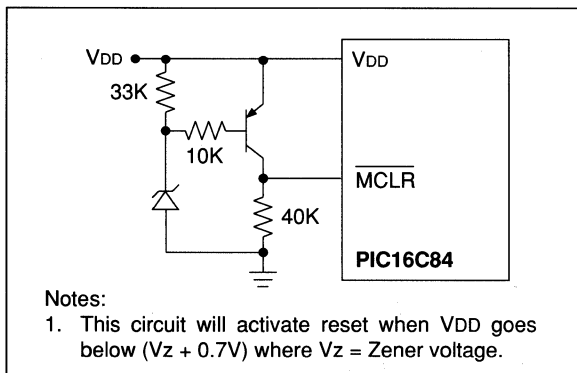 VDD
VDD
33K
10K
MCLR
40K
PIC16C84
Notes:
1. This circuit will activate reset when VDD goes
below (Vz + 0.7V) where Vz = Zener voltage.